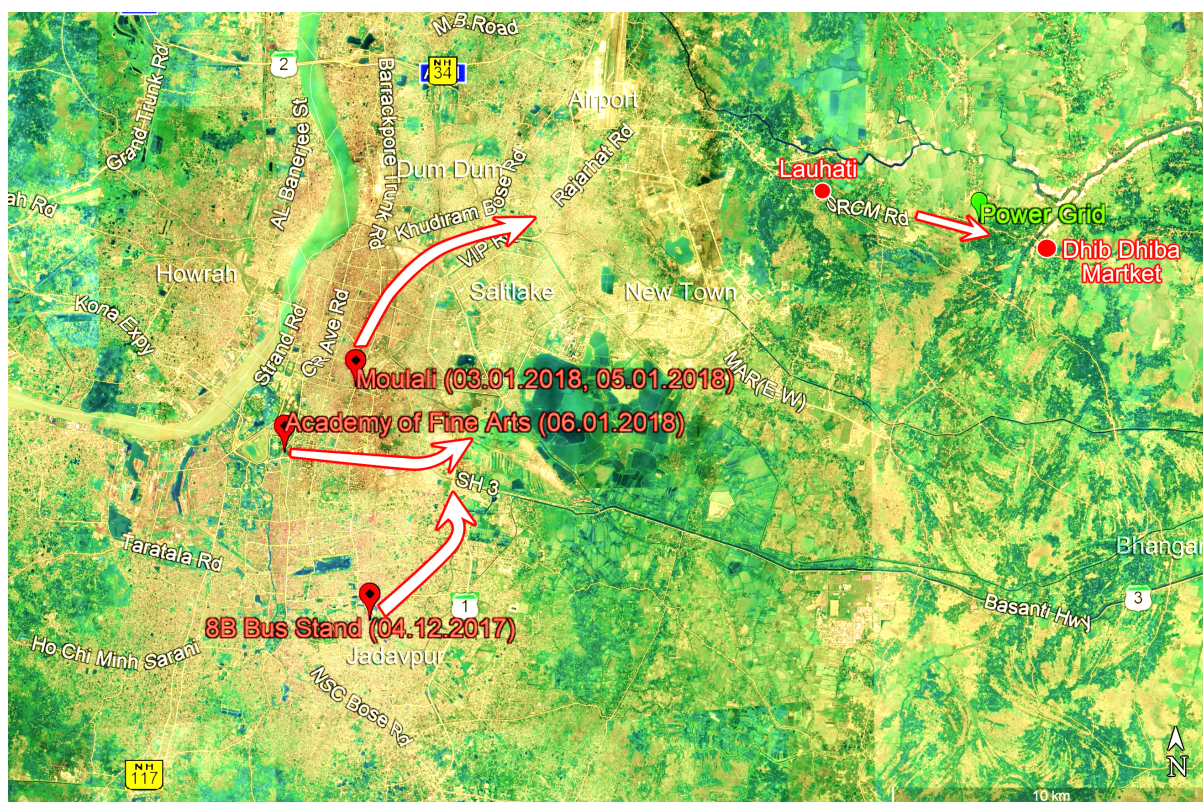 M.B.Road
2
NH
34
Grand Trunk Rd
Barrackpore Trunk Rd
Airport
AL Banerjee St
Dum Dum
Rajarhat Rd
Lauhati
ah Rd
Khudiram Bose Rd
SRCM Rd
Power Grid
VIP R
Dhib Dhiba
Martket
Howrah
Saltlake
New Town
Kona Expy
Strand Rd
CR Ave Rd
MAR(E-W)
Moulali (03.01.2018, 05.01.2018)
Academy of Fine Arts (06.01.2018)
SH 3
Taratala Rd
Bhangar
1
3
Basanti Hwy
8B Bus Stand (04.12.2017)
Ho Chi Minh Sarani
Jadavpur
NSC Bose Rd
N
NH
117
10 km